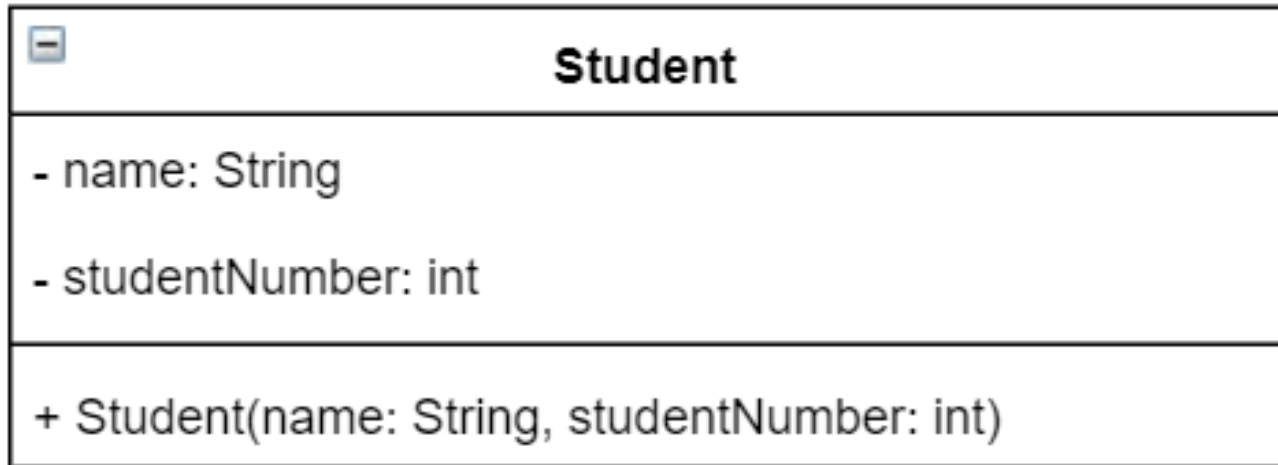 Student
- name: String
- studentNumber: int
+ Student(name: String, studentNumber: int)